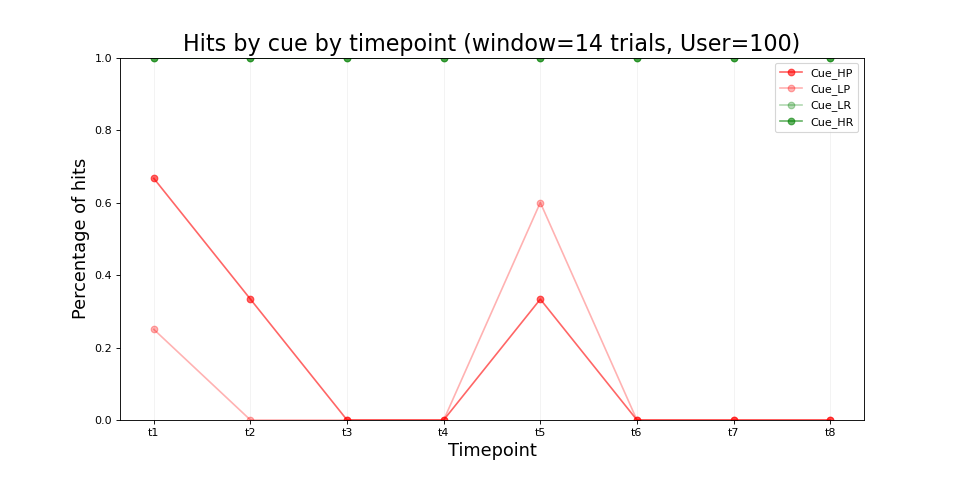 Hits by cue by timepoint (window=14 trials, User=100)
Percentage of hits
1.0
0.8
0.6
0.4
0.2
0.0
Cue_HP
Cue_LP
Cue_LR
Cue_HR
t1 t2 t3 t4 t5 t6 t7 t8
Timepoint